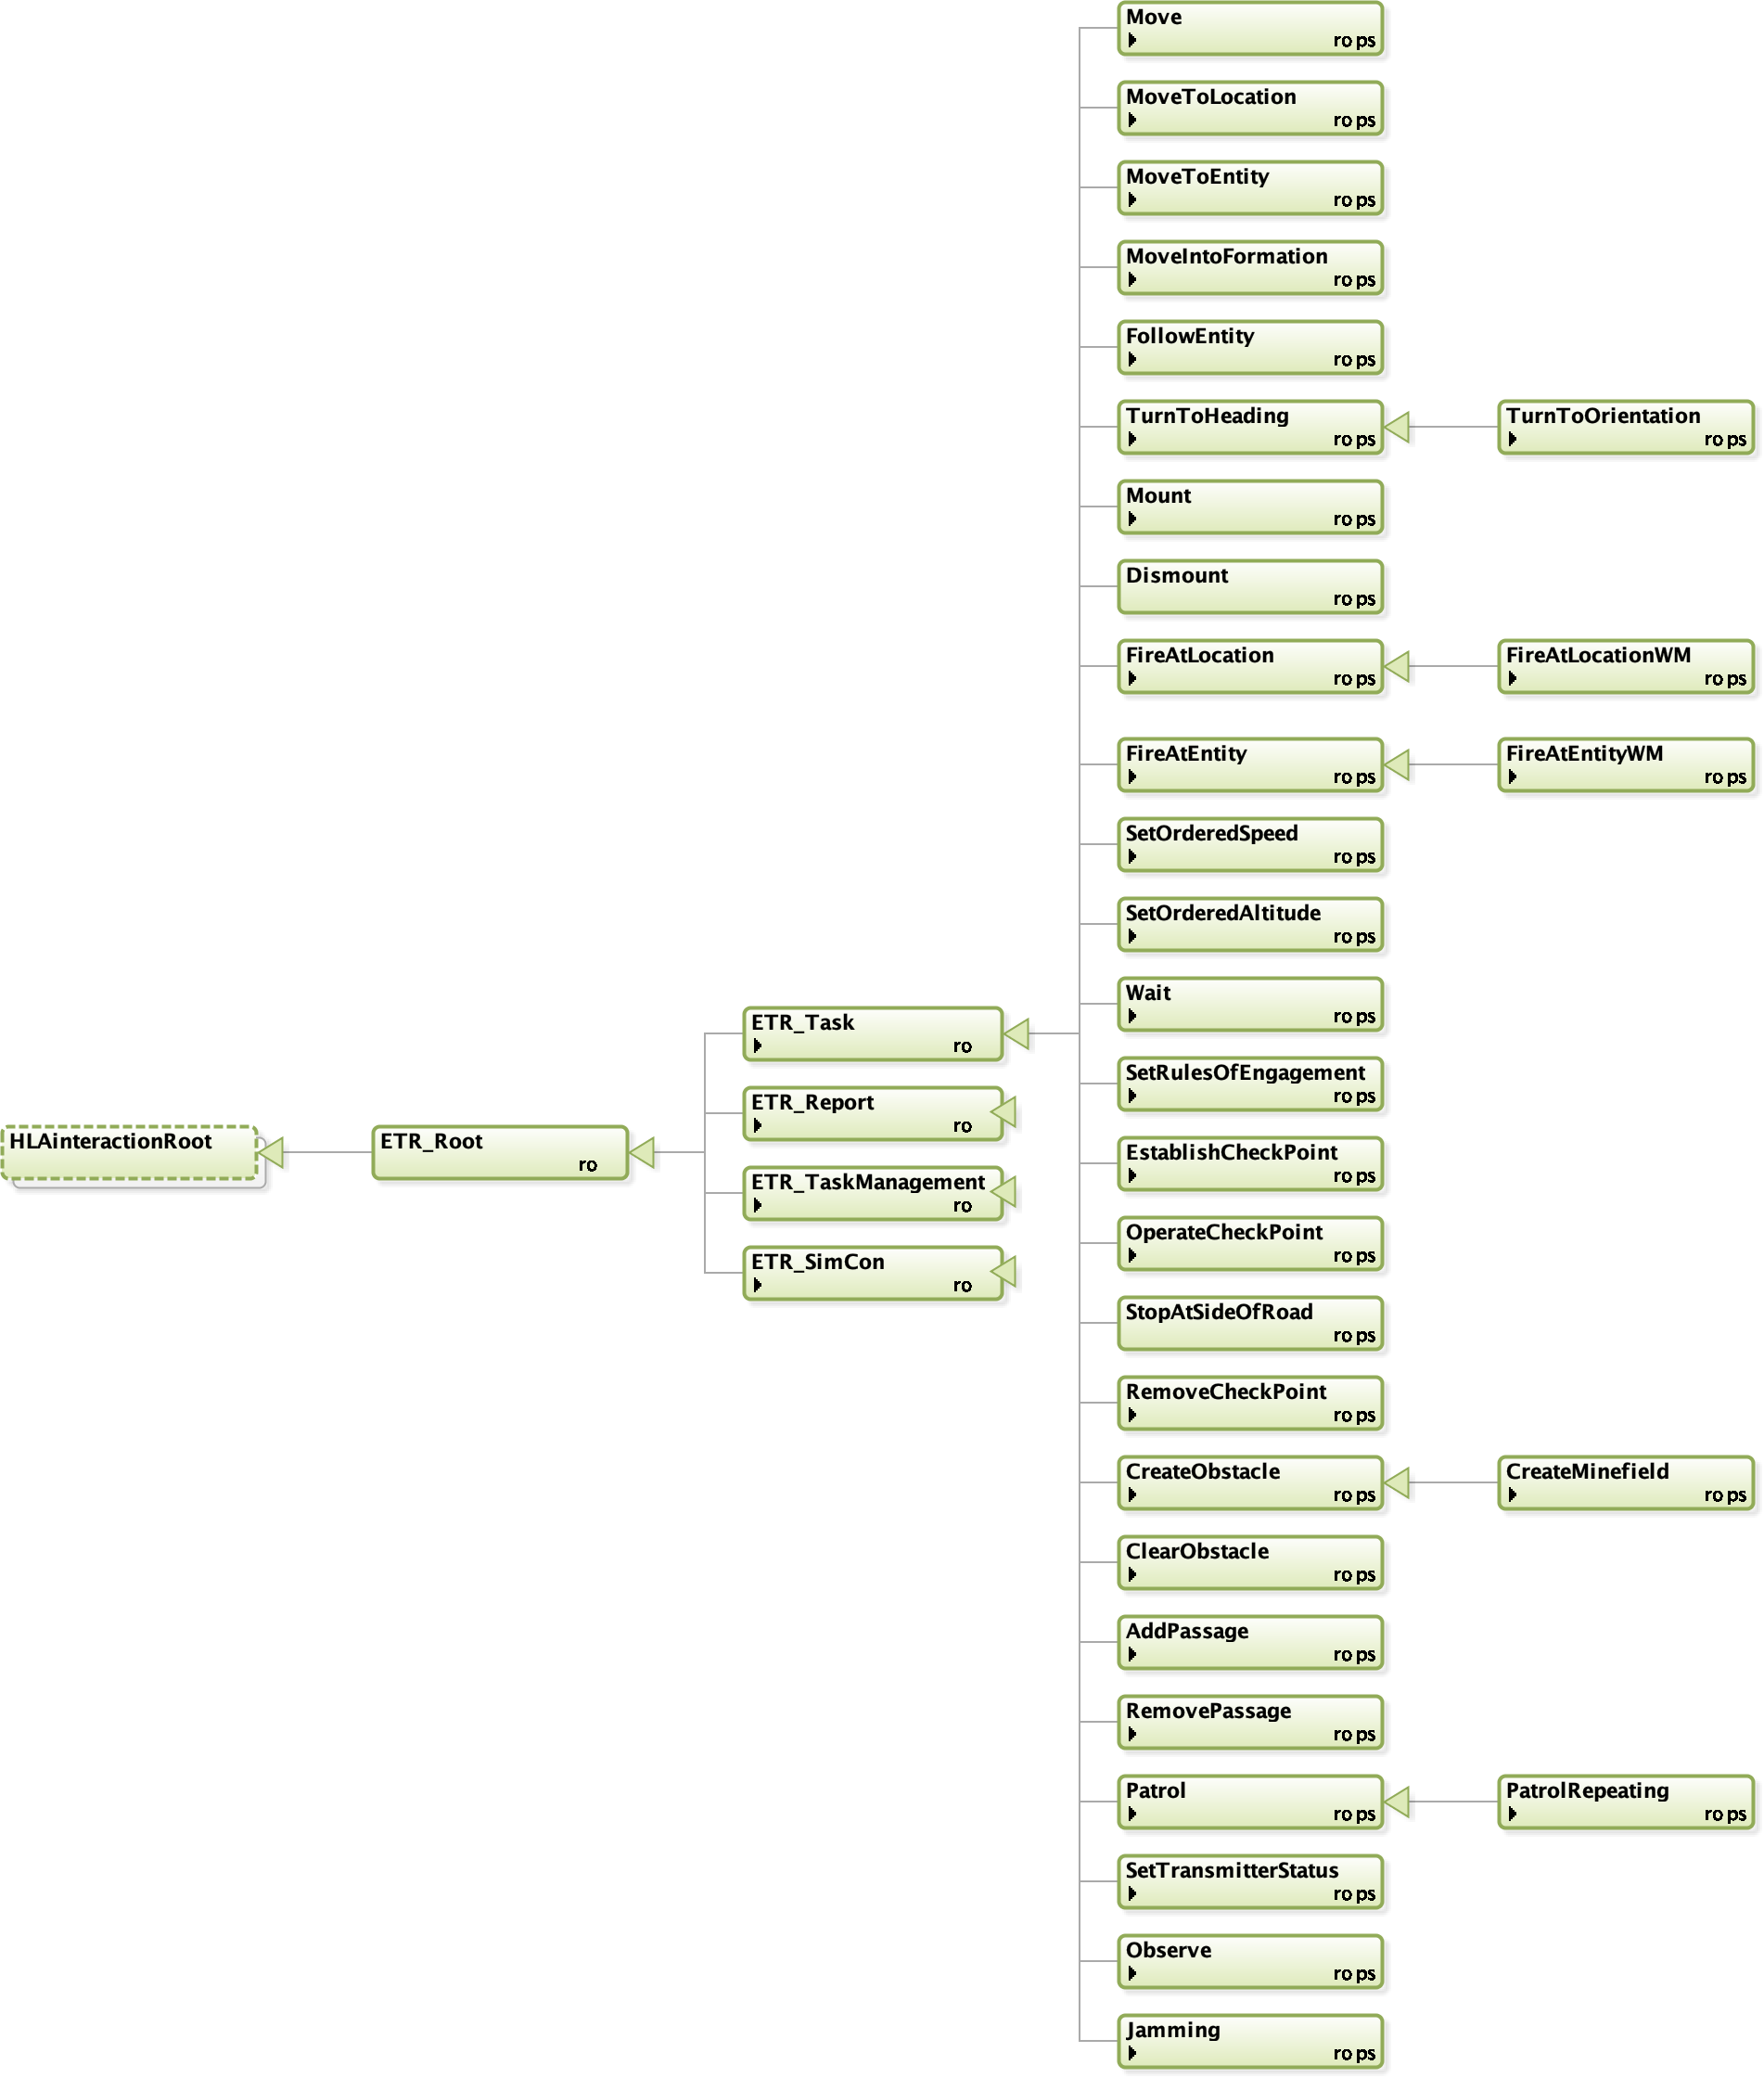 HLAinteractionRoot
ETR_Root
ro
ETR_Task
ro
ETR_Report
ro
ETR_TaskManagement
ro
ETR_SimCon
ro
Move
ro ps
MoveToLocation
ro ps
MoveToEntity
ro ps
MoveIntoFormation
ro ps
FollowEntity
ro ps
TurnToHeading
ro ps
TurnToOrientation
ro ps
Mount
ro ps
Dismount
ro ps
FireAtLocation
ro ps
FireAtLocationWM
ro ps
FireAtEntity
ro ps
FireAtEntityWM
ro ps
SetOrderedSpeed
ro ps
SetOrderedAltitude
ro ps
Wait
ro ps
SetRulesOfEngagement
ro ps
EstablishCheckPoint
ro ps
OperateCheckPoint
ro ps
StopAtSideOfRoad
ro ps
RemoveCheckPoint
ro ps
CreateObstacle
ro ps
CreateMinefield
ro ps
ClearObstacle
ro ps
AddPassage
ro ps
RemovePassage
ro ps
Patrol
ro ps
PatrolRepeating
ro ps
SetTransmitterStatus
ro ps
Observe
ro ps
Jamming
ro ps